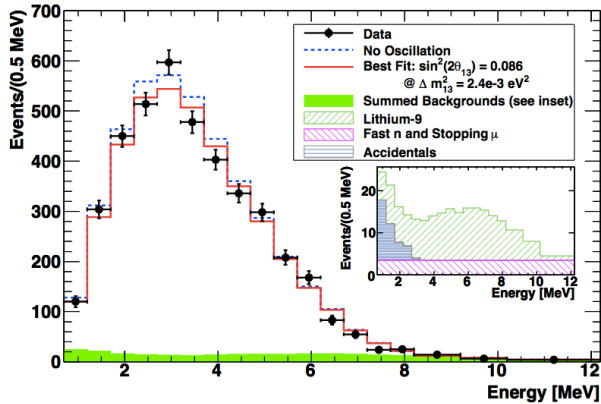 Events/(0.5 MeV)
700
600
500
400
300
200
100
0
2
4
6
8
10
12
Energy [MeV]
Data
No Oscillation
Best Fit: sin²(2θ₁₃) = 0.086
@ Δ m²₁₃ = 2.4e-3 eV²
Summed Backgrounds (see inset)
Lithium-9
Fast n and Stopping μ
Accidentals
Events/(0.5 MeV)
20
10
0
2
4
6
8
10
12
Energy [MeV]